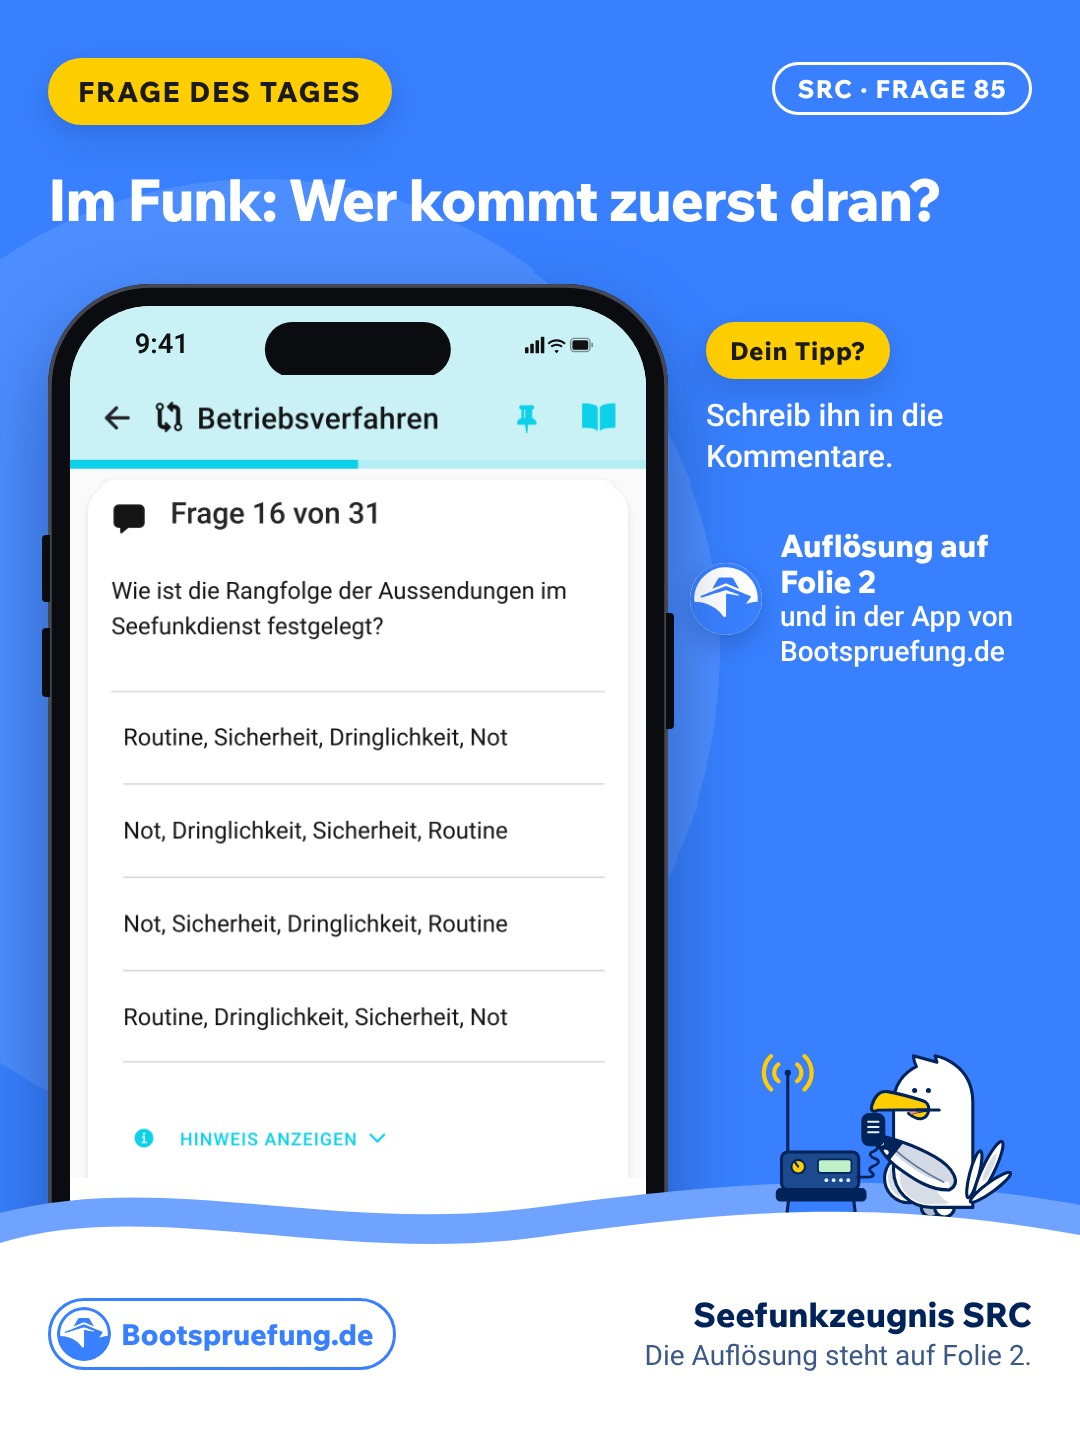 FRAGE DES TAGES
SRC · FRAGE 85
Im Funk: Wer kommt zuerst dran?
9:41
Betriebsverfahren
Frage 16 von 31
Wie ist die Rangfolge der Aussendungen im
Seefunkdienst festgelegt?
Routine, Sicherheit, Dringlichkeit, Not
Not, Dringlichkeit, Sicherheit, Routine
Not, Sicherheit, Dringlichkeit, Routine
Routine, Dringlichkeit, Sicherheit, Not
HINWEIS ANZEIGEN
Dein Tipp?
Schreib ihn in die
Kommentare.
Auflösung auf
Folie 2
und in der App von
Bootspruefung.de
Bootspruefung.de
Seefunkzeugnis SRC
Die Auflösung steht auf Folie 2.